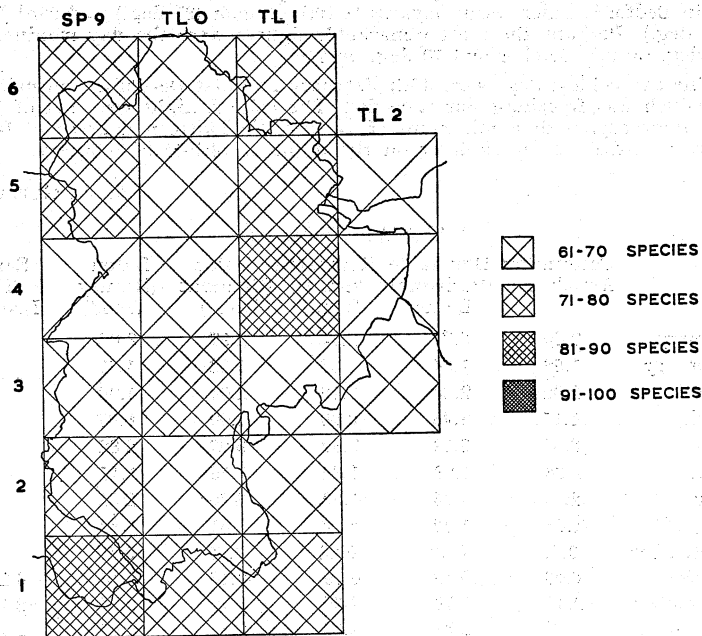 SP 9 TL 0 TL 1
6
TL 2
5
61-70 SPECIES
71-80 SPECIES
4
81-90 SPECIES
3
91-100 SPECIES
2
1